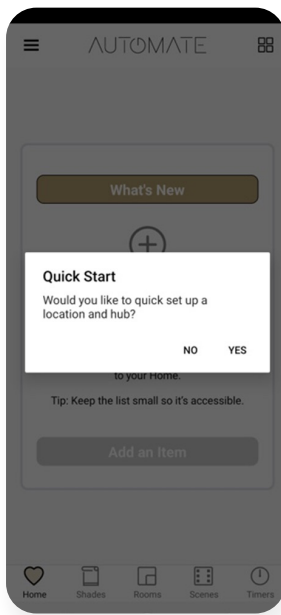 AUTOMATE
What's New
Quick Start
Would you like to quick set up a
location and hub?
NO YES
to your Home.
Tip: Keep the list small so it's accessible.
Add an Item
Home Shades Rooms Scenes Timers